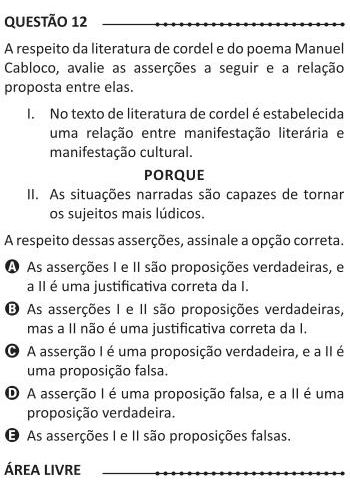 QUESTÃO 12
A respeito da literatura de cordel e do poema Manuel
Cabloco, avalie as asserções a seguir e a relação
proposta entre elas.
I. No texto de literatura de cordel é estabelecida
uma relação entre manifestação literária e
manifestação cultural.
PORQUE
II. As situações narradas são capazes de tornar
os sujeitos mais lúdicos.
A respeito dessas asserções, assinale a opção correta.
A As asserções I e II são proposições verdadeiras, e
a II é uma justificativa correta da I.
B As asserções I e II são proposições verdadeiras,
mas a II não é uma justificativa correta da I.
C A asserção I é uma proposição verdadeira, e a II é
uma proposição falsa.
D A asserção I é uma proposição falsa, e a II é uma
proposição verdadeira.
E As asserções I e II são proposições falsas.
ÁREA LIVRE